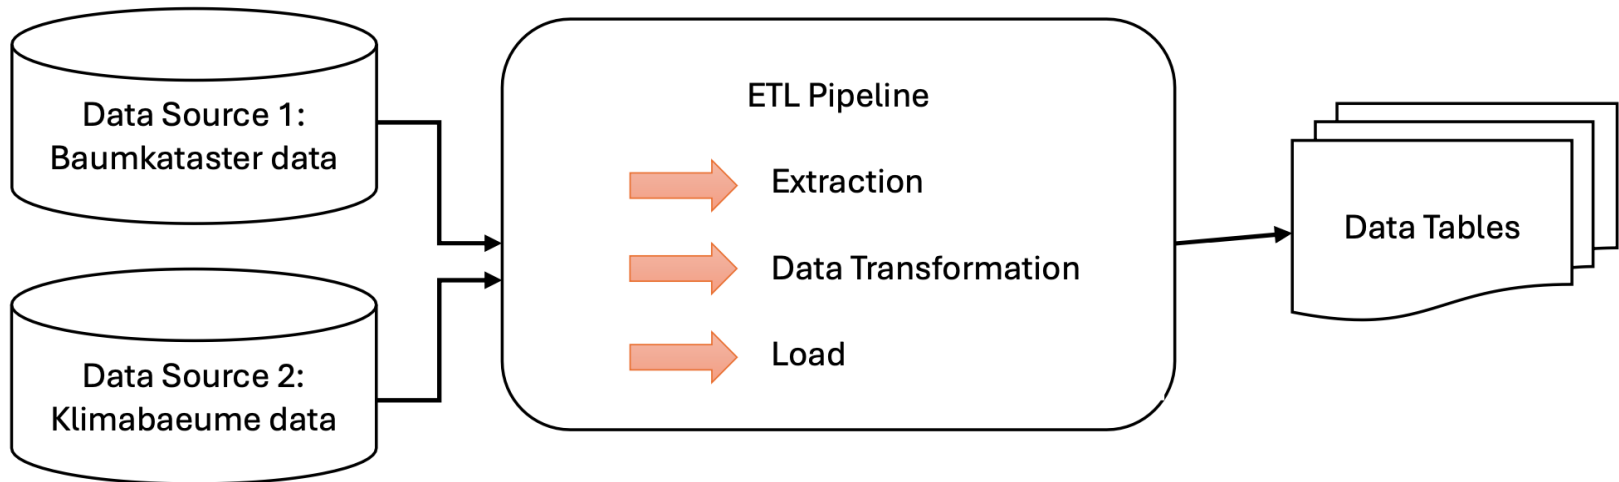 Data Source 1:
Baumkataster data
Data Source 2:
Klimabaeume data
ETL Pipeline
Extraction
Data Transformation
Load
Data Tables